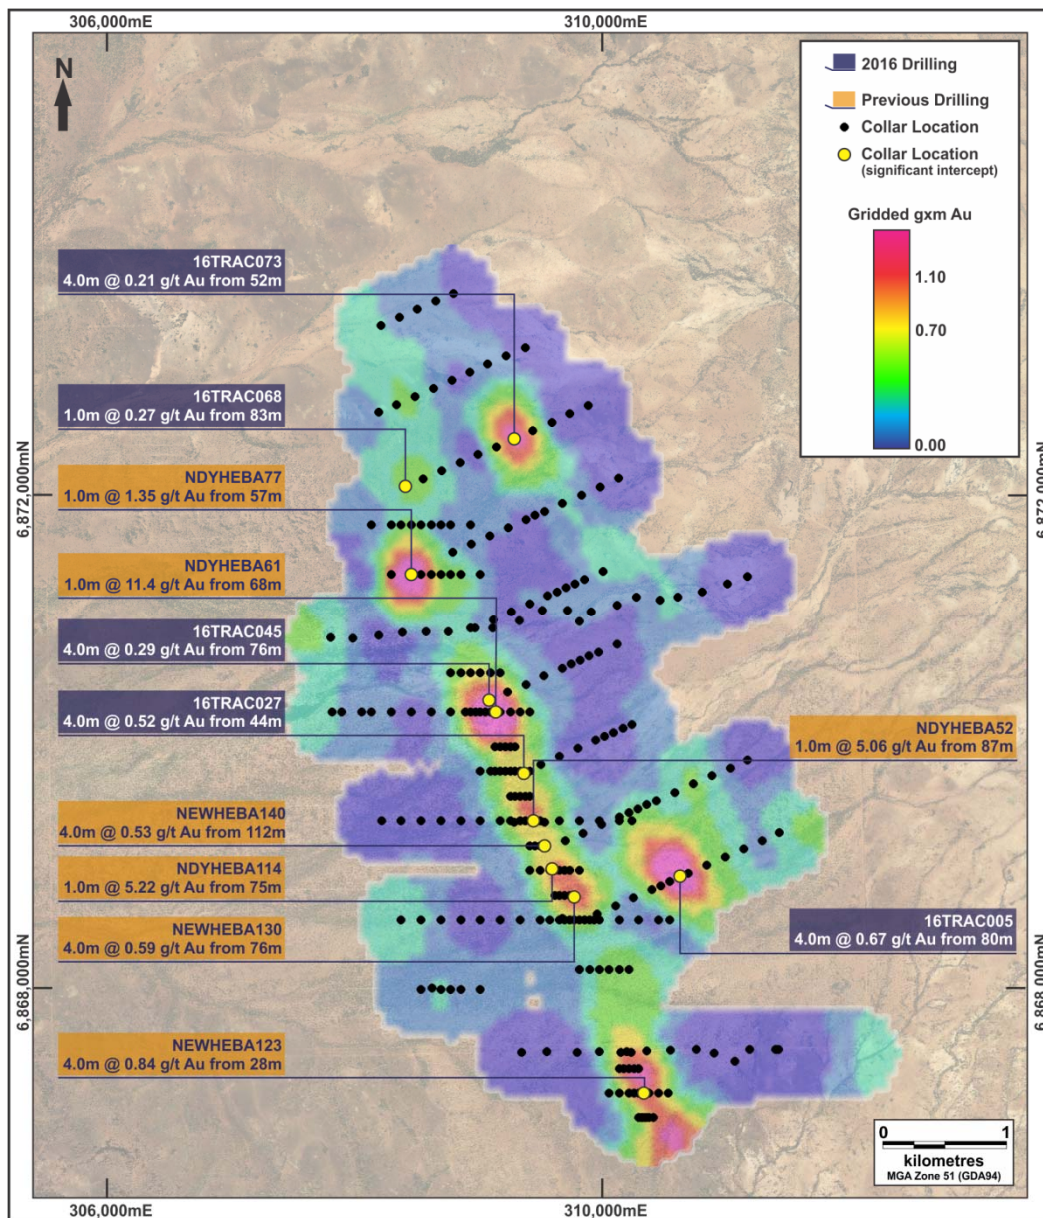 306,000mE
310,000mE
N
2016 Drilling
Previous Drilling
Collar Location
Collar Location
(significant intercept)
Gridded gxm Au
1.10
0.70
0.00
16TRAC073
4.0m @ 0.21 g/t Au from 52m
16TRAC068
1.0m @ 0.27 g/t Au from 83m
NDYHEBA77
1.0m @ 1.35 g/t Au from 57m
6,872,000mN
6,872,000mN
NDYHEBA61
1.0m @ 11.4 g/t Au from 68m
16TRAC045
4.0m @ 0.29 g/t Au from 76m
16TRAC027
4.0m @ 0.52 g/t Au from 44m
NDYHEBA52
1.0m @ 5.06 g/t Au from 87m
NEWHEBA140
4.0m @ 0.53 g/t Au from 112m
NDYHEBA114
1.0m @ 5.22 g/t Au from 75m
NEWHEBA130
4.0m @ 0.59 g/t Au from 76m
16TRAC005
4.0m @ 0.67 g/t Au from 80m
6,868,000mN
6,868,000mN
NEWHEBA123
4.0m @ 0.84 g/t Au from 28m
0 1
kilometres
MGA Zone 51 (GDA94)
306,000mE
310,000mE